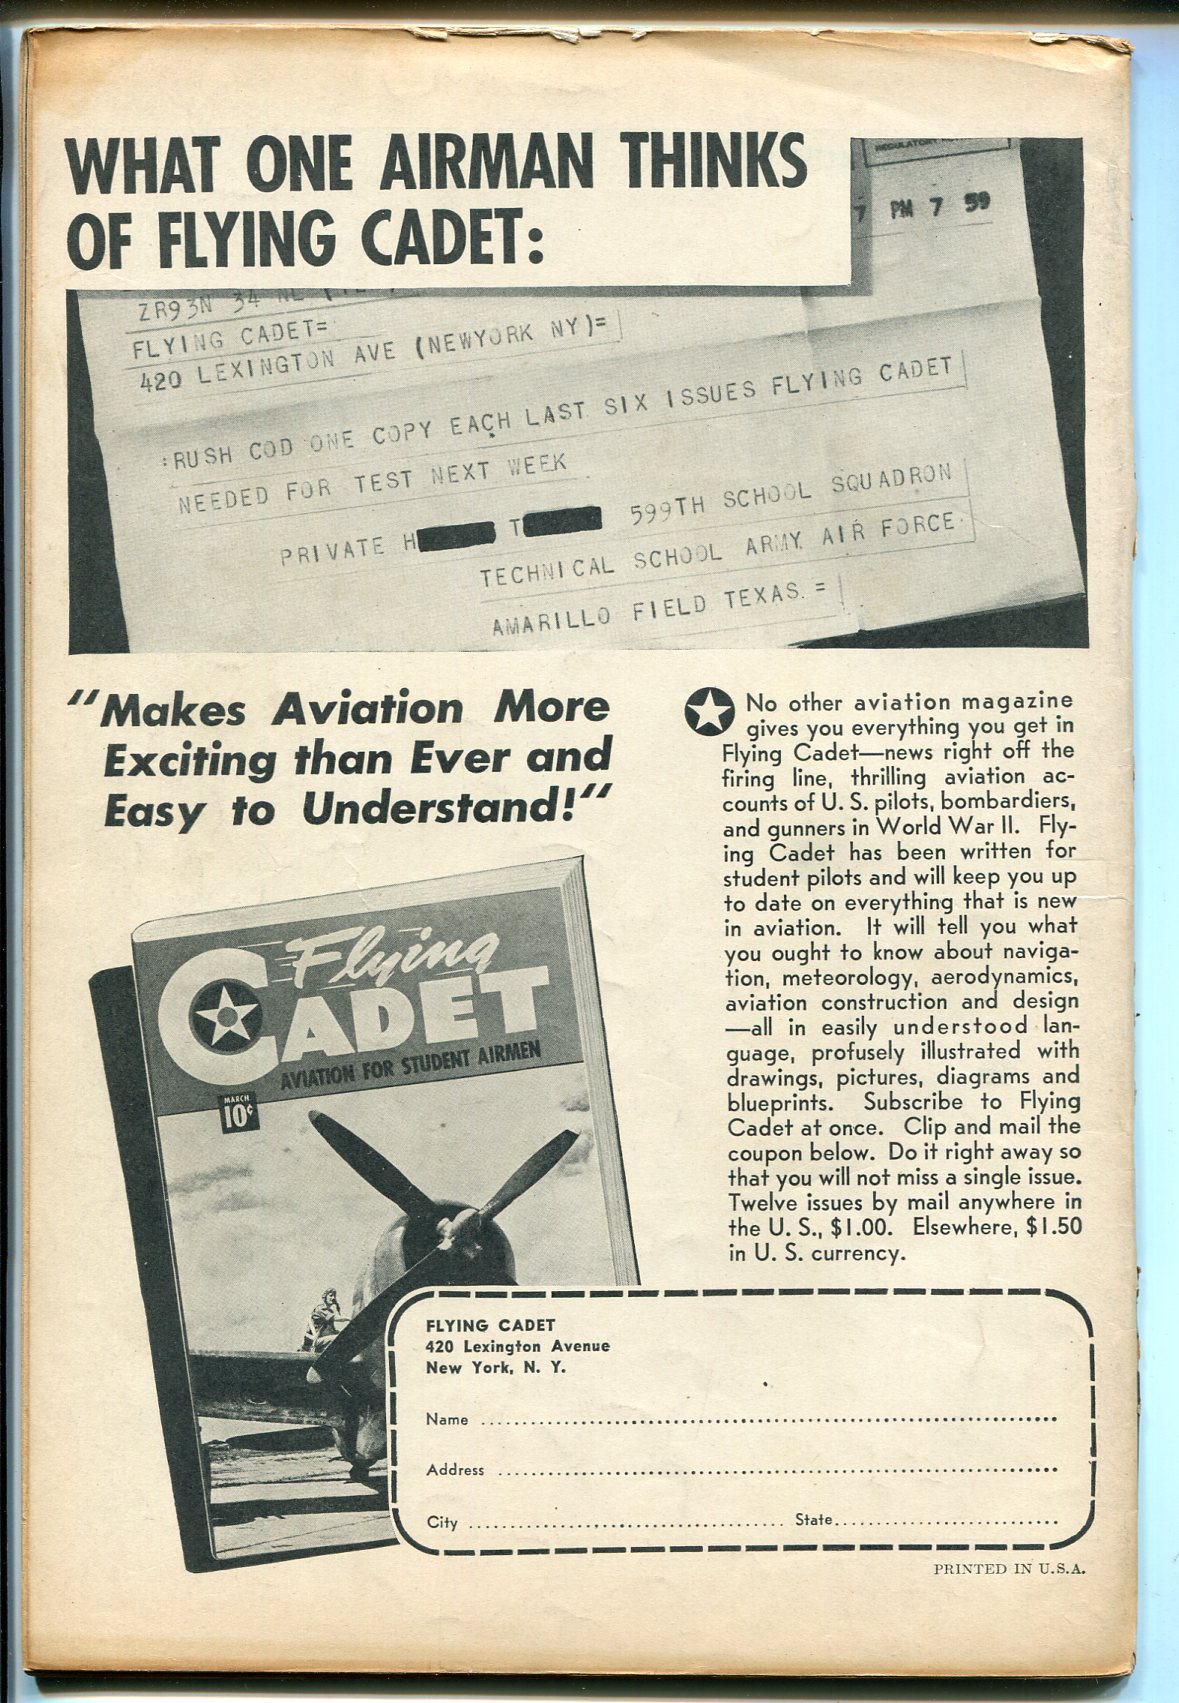 WHAT ONE AIRMAN THINKS
OF FLYING CADET:
7 PM 7 59
ZR93N 34 NL
FLYING CADET=
420 LEXINGTON AVE (NEWYORK NY)=
:RUSH COD ONE COPY EACH LAST SIX ISSUES FLYING CADET
NEEDED FOR TEST NEXT WEEK
PRIVATE H T 599TH SCHOOL SQUADRON
TECHNICAL SCHOOL ARMY AIR FORCE
AMARILLO FIELD TEXAS. =
"Makes Aviation More
Exciting than Ever and
Easy to Understand!"
No other aviation magazine
gives you everything you get in
Flying Cadet—news right off the
firing line, thrilling aviation ac-
counts of U. S. pilots, bombardiers,
and gunners in World War II. Fly-
ing Cadet has been written for
student pilots and will keep you up
to date on everything that is new
in aviation. It will tell you what
you ought to know about naviga-
tion, meteorology, aerodynamics,
aviation construction and design
—all in easily understood lan-
guage, profusely illustrated with
drawings, pictures, diagrams and
blueprints. Subscribe to Flying
Cadet at once. Clip and mail the
coupon below. Do it right away so
that you will not miss a single issue.
Twelve issues by mail anywhere in
the U. S., $1.00. Elsewhere, $1.50
in U. S. currency.
Flying
CADET
AVIATION FOR STUDENT AIRMEN
MARCH
10¢
FLYING CADET
420 Lexington Avenue
New York, N. Y.
Name
Address
City State
PRINTED IN U.S.A.